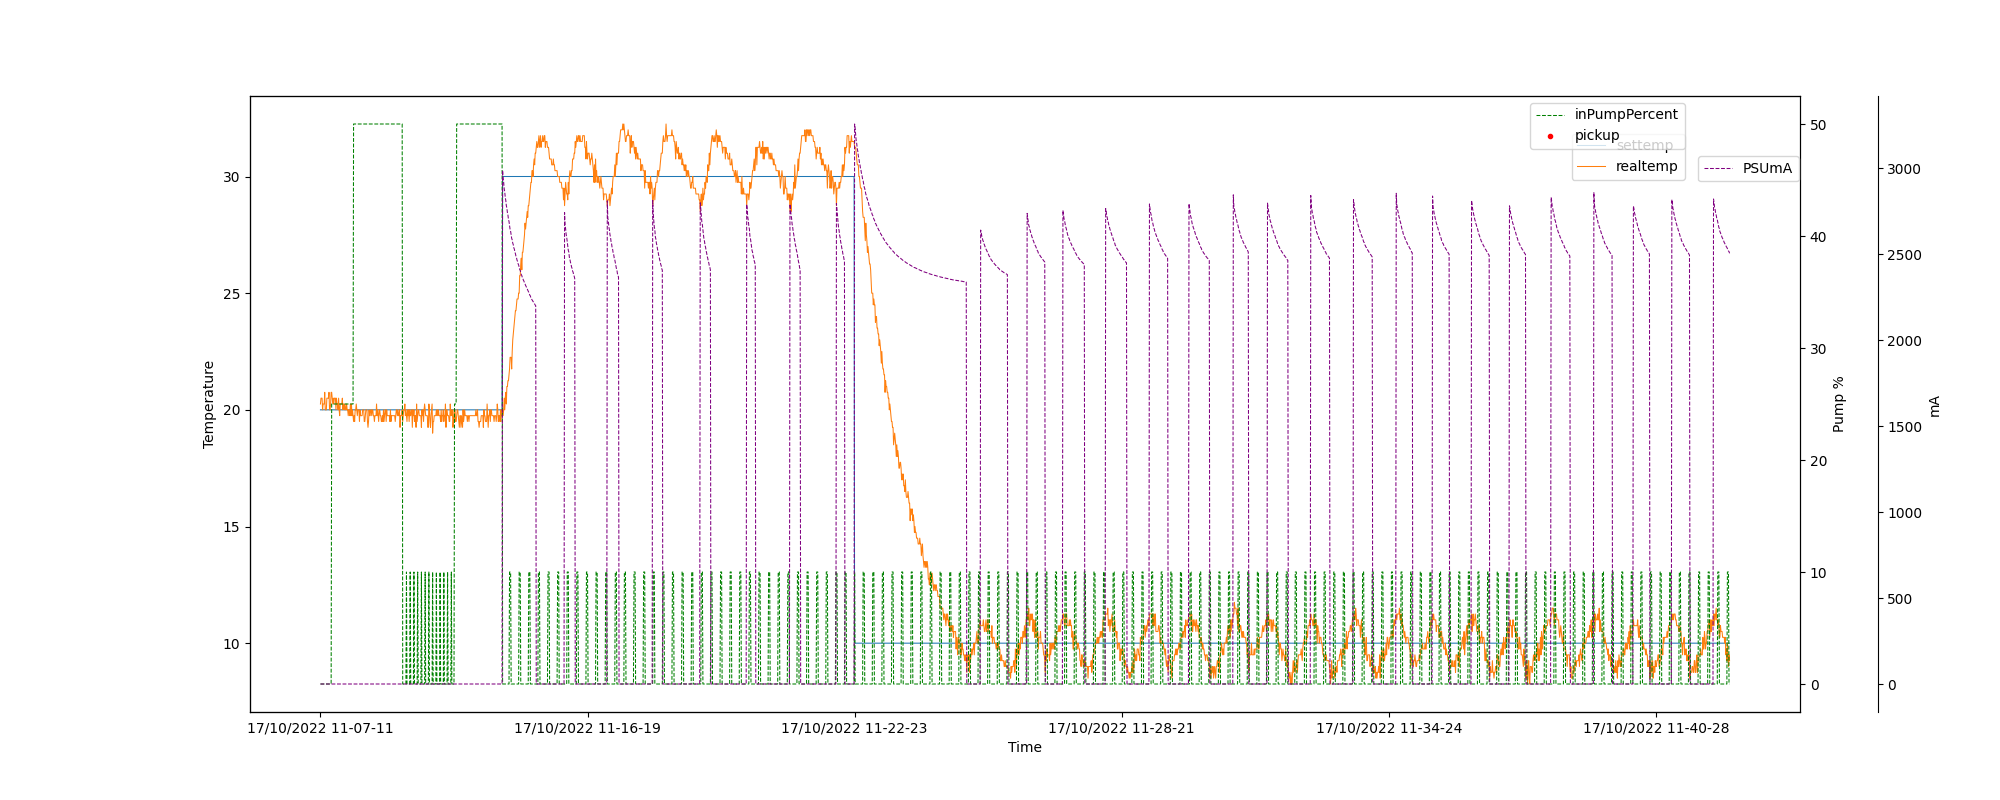 inPumpPercent
pickup
settemp
realtemp
PSUmA
30
25
20
15
10
Temperature
50
40
30
20
10
0
Pump %
3000
2500
2000
1500
1000
500
0
mA
17/10/2022 11-07-11
17/10/2022 11-16-19
17/10/2022 11-22-23
17/10/2022 11-28-21
17/10/2022 11-34-24
17/10/2022 11-40-28
Time